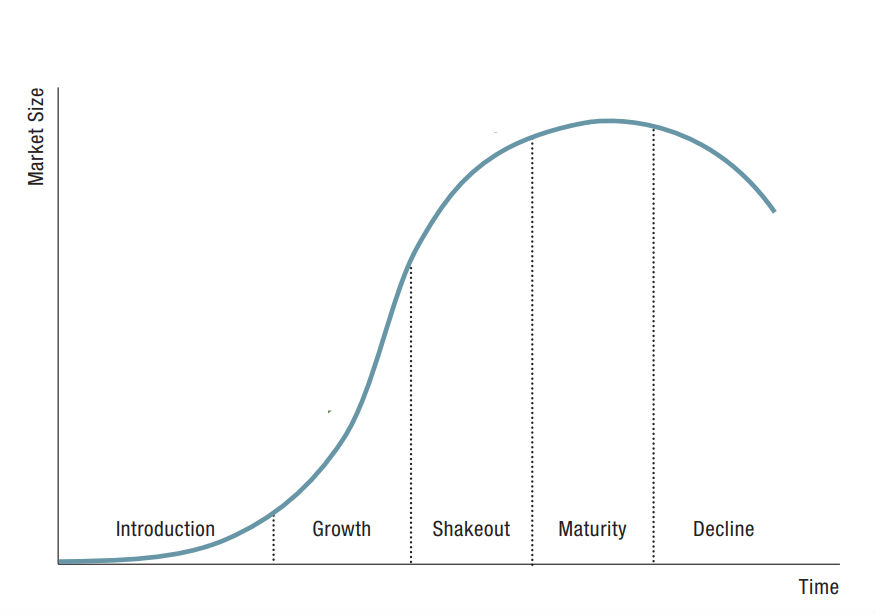 Market Size
Introduction
Growth
Shakeout
Maturity
Decline
Time